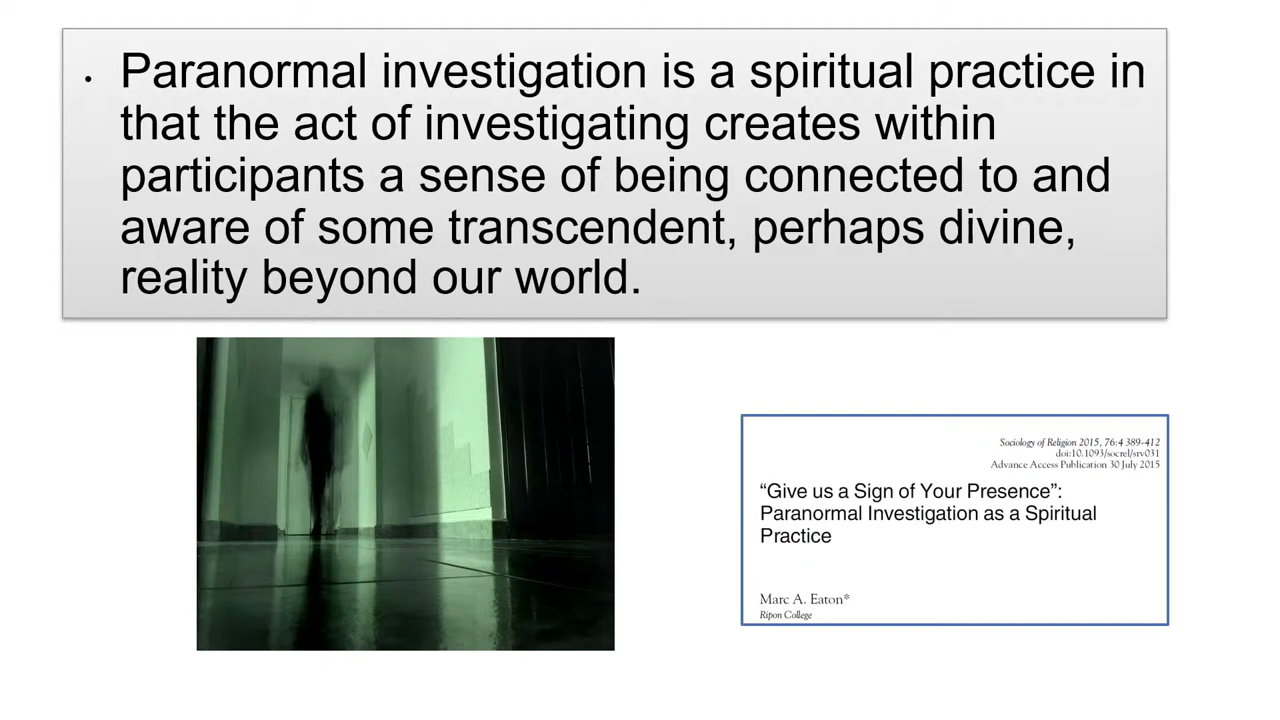 • Paranormal investigation is a spiritual practice in
that the act of investigating creates within
participants a sense of being connected to and
aware of some transcendent, perhaps divine,
reality beyond our world.
Sociology of Religion 2015, 76:4 389-412
doi:10.1093/socrel/srv031
Advance Access Publication 30 July 2015
“Give us a Sign of Your Presence”:
Paranormal Investigation as a Spiritual
Practice
Marc A. Eaton*
Ripon College